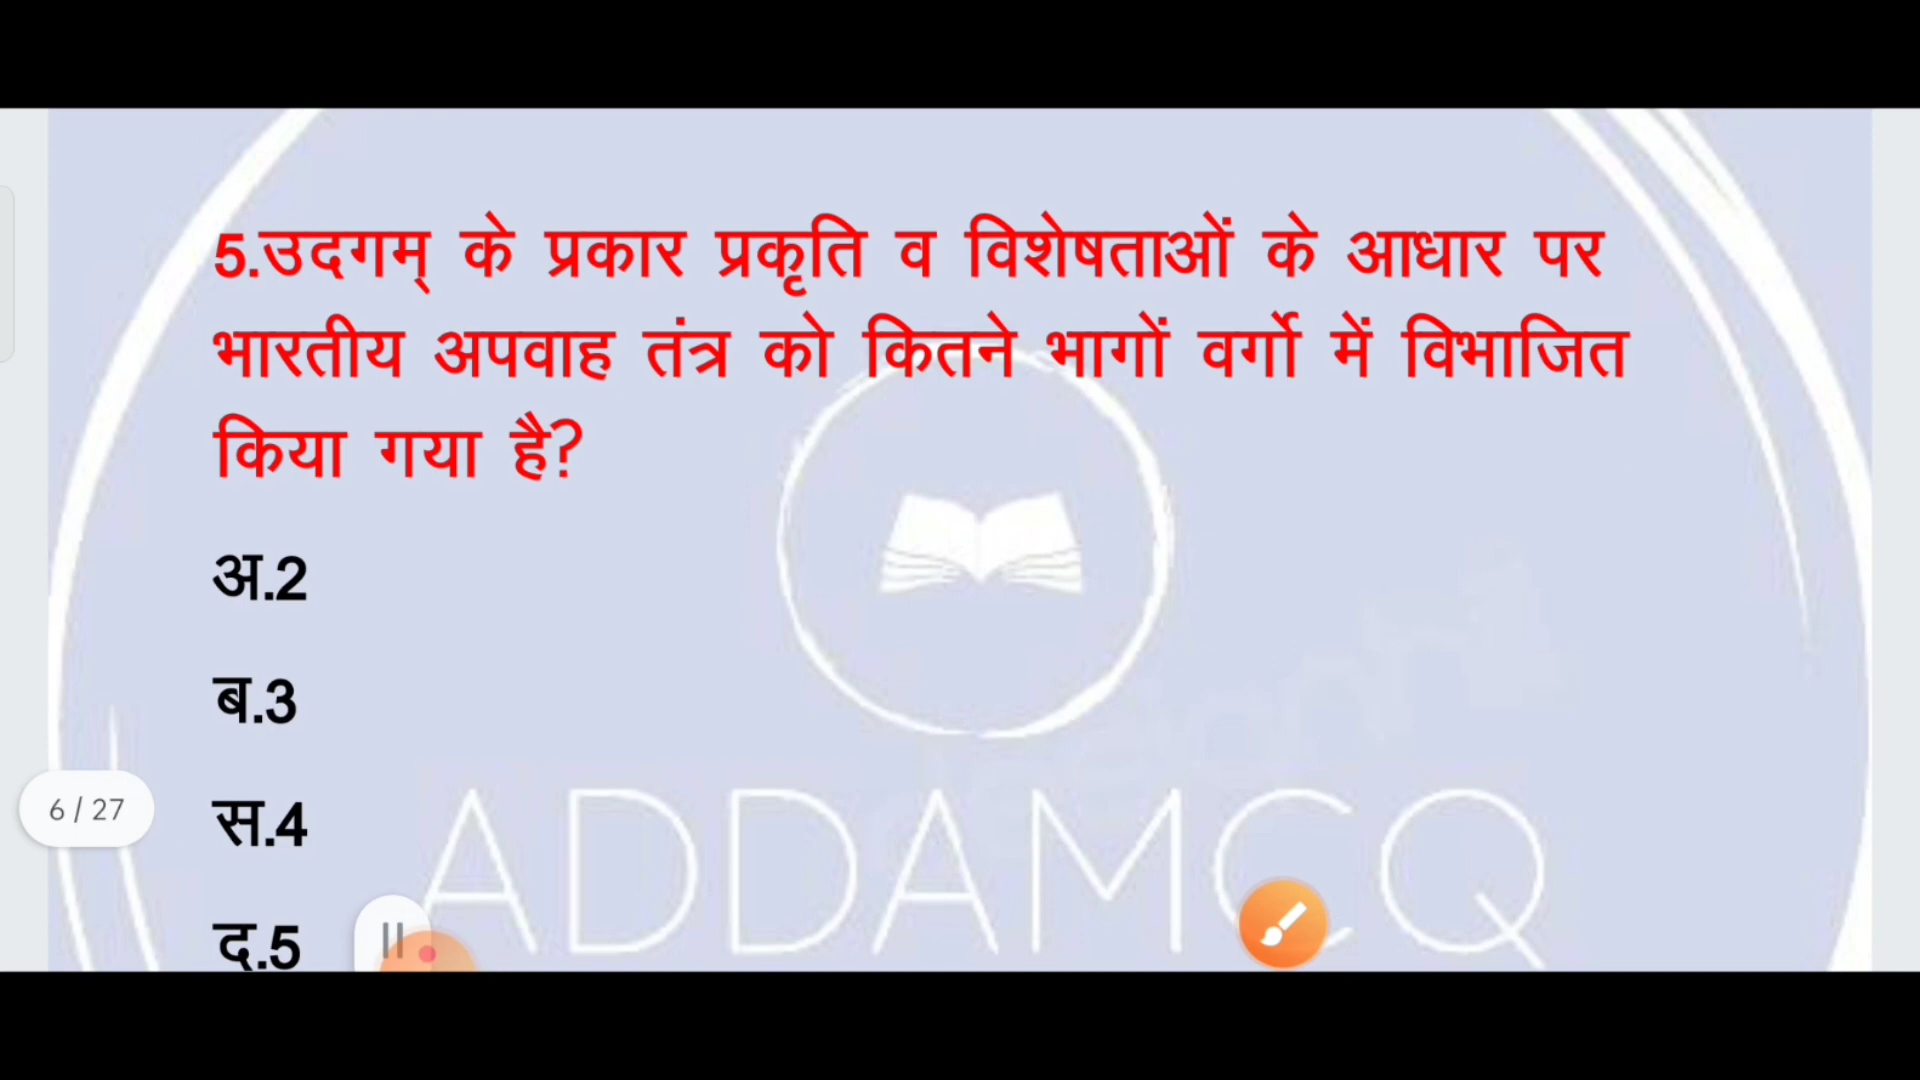 5.उदगम् के प्रकार प्रकृति व विशेषताओं के आधार पर
भारतीय अपवाह तंत्र को कितने भागों वर्गो में विभाजित
किया गया है?
अ.2
ब.3
स.4
द.5
6 / 27
ADDAMCQ